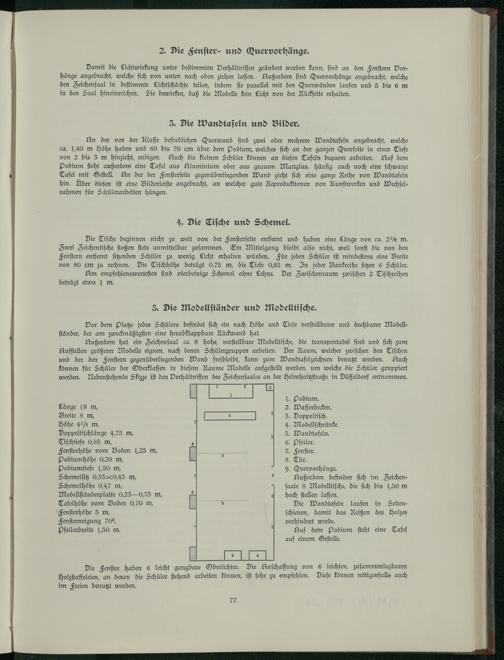 2. Die Fenster- und Quervorhänge.
Damit die Lichtwirkung unter bestimmten Verhältnissen geändert werden kann, sind an den Fenstern Vor-
hänge angebracht, welche sich von unten nach oben ziehen lassen. Außerdem sind Quervorhänge angebracht, welche
den Zeichensaal in bestimmte Lichtschächte teilen, indem sie parallel mit den Querwänden laufen und 5 bis 6 m
in den Saal hineinreichen. Sie bewirken, daß die Modelle kein Licht von der Rückseite erhalten.
3. Die Wandtafeln und Bilder.
An der vor der Klasse befindlichen Querwand sind zwei oder mehrere Wandtafeln angebracht, welche
ca. 1,40 m Höhe haben und 60 bis 70 cm über dem Podium, welches sich an der ganzen Querseite in einer Tiefe
von 2 bis 3 m hinzieht, endigen. Auch die kleinen Schüler können an diesen Tafeln bequem arbeiten. Auf dem
Podium steht außerdem eine Tafel aus Aluminium oder aus grauem Mattglas, häufig auch noch eine schwarze
Tafel mit Gestell. An der der Fensterseite gegenüberliegenden Wand zieht sich eine ganze Reihe von Wandtafeln
hin. Über diesen ist eine Bilderleiste angebracht, an welcher gute Reproduktionen von Kunstwerken und Wechsel-
rahmen für Schülerarbeiten hängen.
4. Die Tische und Schemel.
Die Tische beginnen nicht zu weit von der Fensterseite entfernt und haben eine Länge von ca. 2¹/₂ m.
Zwei Zeichentische stoßen stets unmittelbar zusammen. Ein Mittelgang bleibt also nicht, weil sonst die von den
Fenstern entfernt sitzenden Schüler zu wenig Licht erhalten würden. Für jeden Schüler ist mindestens eine Breite
von 80 cm zu rechnen. Die Tischhöhe beträgt 0,75 m, die Tiefe 0,85 m. In jeder Bankreihe sitzen 6 Schüler.
Am empfehlenswertesten sind vierbeinige Schemel ohne Lehne. Der Zwischenraum zwischen 2 Tischreihen
beträgt etwa 1 m.
5. Die Modellständer und Modelltische.
Vor dem Platze jedes Schülers befindet sich ein nach Höhe und Tiefe verstellbarer und drehbarer Modell-
ständer, der am zweckmäßigsten eine herabklappbare Rückwand hat.
Außerdem hat ein Zeichensaal ca 8 hohe, verstellbare Modelltische, die transportabel sind und sich zum
Aufstellen grösserer Modelle eignen, nach denen Schülergruppen arbeiten. Der Raum, welcher zwischen den Tischen
und der den Fenstern gegenüberliegenden Wand freibleibt, kann zum Wandtafelzeichnen benutzt werden. Auch
können für Schüler der Oberklassen in diesem Raume Modelle aufgestellt werden, um welche die Schüler gruppiert
werden. Nebenstehende Skizze ist den Verhältnissen des Zeichensaales an der Helmholtzstraße in Düsseldorf entnommen.
Länge 18 m,
Breite 8 m,
Höhe 4¹/₂ m,
Doppeltischlänge 4,75 m,
Tischtiefe 0,85 m,
Fensterhöhe vom Boden 1,25 m,
Podiumhöhe 0,20 m,
Podiumtiefe 1,50 m,
Schemelsitz 0,33×0,43 m,
Schemelhöhe 0,47 m,
Modellständerplatte 0,25—0,35 m,
Tafelhöhe vom Boden 0,70 m,
Fensterhöhe 3 m,
Fensterneigung 70°,
Pfeilerbreite 1,50 m.
1. Podium.
2. Wasserbecken.
3. Doppeltisch.
4. Modellschränke.
5. Wandtafeln.
6. Pfeiler.
7. Fenster.
8. Tür.
9. Quervorhänge.
Außerdem befinden sich im Zeichen-
saale 8 Modelltische, die sich bis 1,50 m
hoch stellen lassen.
Die Wandtafeln laufen in Seiten-
schienen, damit das Reißen des Holzes
verhindert werde.
Auf dem Podium steht eine Tafel
auf einem Gestelle.
Die Fenster haben 6 leicht gangbare Oberlichter. Die Anschaffung von 6 leichten, zusammenlegbaren
Holzstaffeleien, an denen die Schüler stehend arbeiten können, ist sehr zu empfehlen. Diese können nötigenfalls auch
im Freien benutzt werden.
77